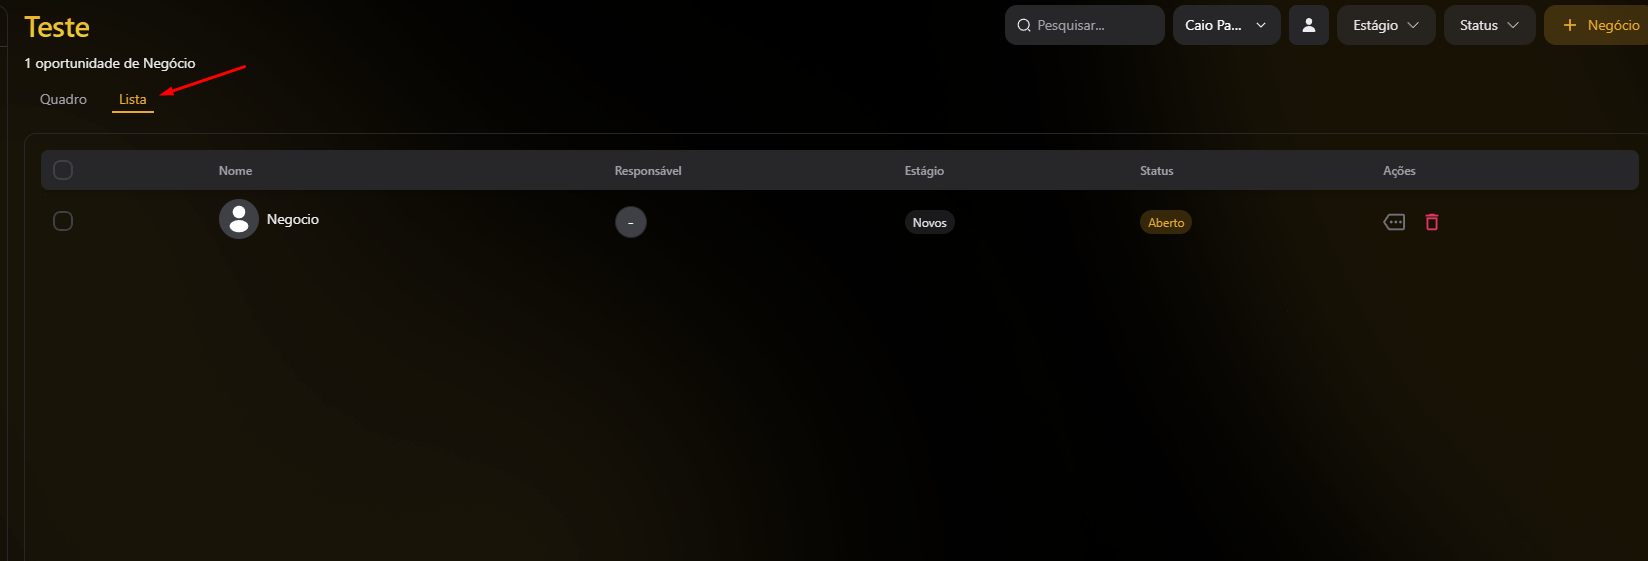 Teste
Pesquisar...
Caio Pa...
Estágio
Status
+ Negócio
1 oportunidade de Negócio
Quadro
Lista
Nome
Responsável
Estágio
Status
Ações
Negocio
-
Novos
Aberto